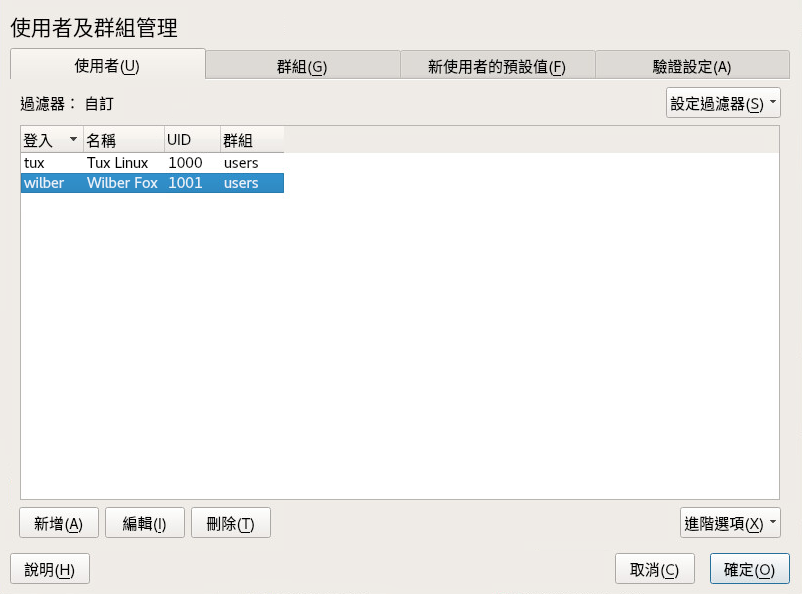 使用者及群組管理
使用者(U) 群組(G) 新使用者的預設值(F) 驗證設定(A)
過濾器： 自訂 設定過濾器(S)
登入 名稱 UID 群組
tux Tux Linux 1000 users
wilber Wilber Fox 1001 users
新增(A) 編輯(I) 刪除(T) 進階選項(X)
說明(H) 取消(C) 確定(O)